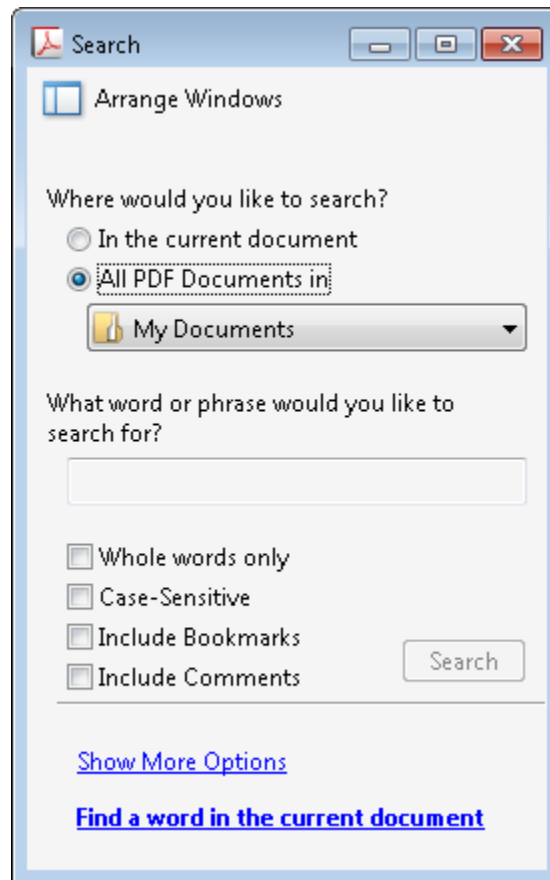 Search
Arrange Windows
Where would you like to search?
In the current document
All PDF Documents in
My Documents
What word or phrase would you like to
search for?
Whole words only
Case-Sensitive
Include Bookmarks
Include Comments
Search
Show More Options
Find a word in the current document